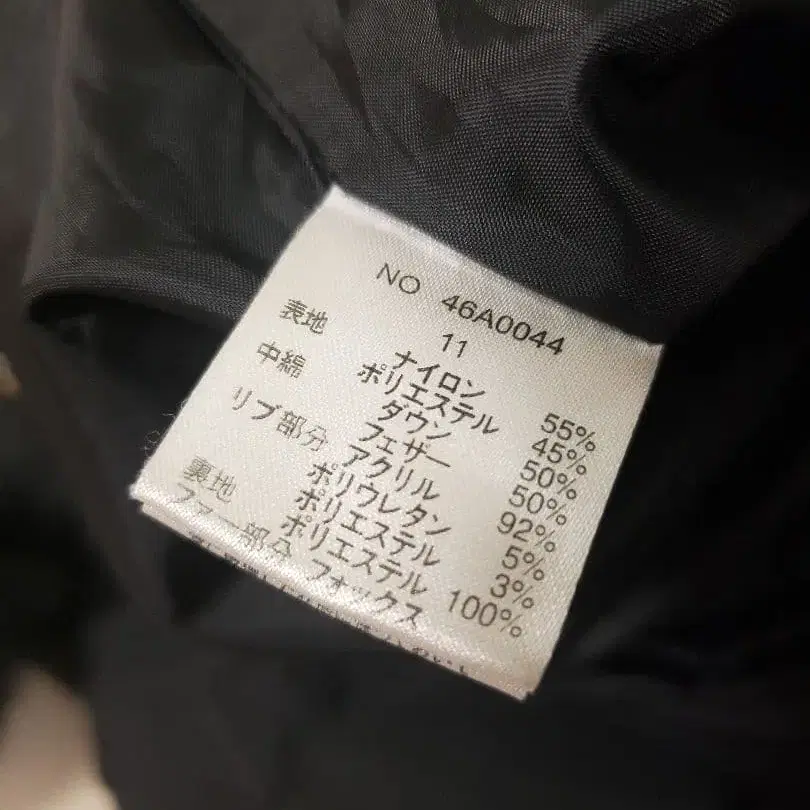 NO 46A0044
11
表地 ナイロン 55%
ポリエステル 45%
中綿 ダウン 50%
フェザー 50%
リブ部分 アクリル 92%
ポリウレタン 5%
ポリエステル 3%
裏地 ポリエステル 100%
ファー部分 フォックス